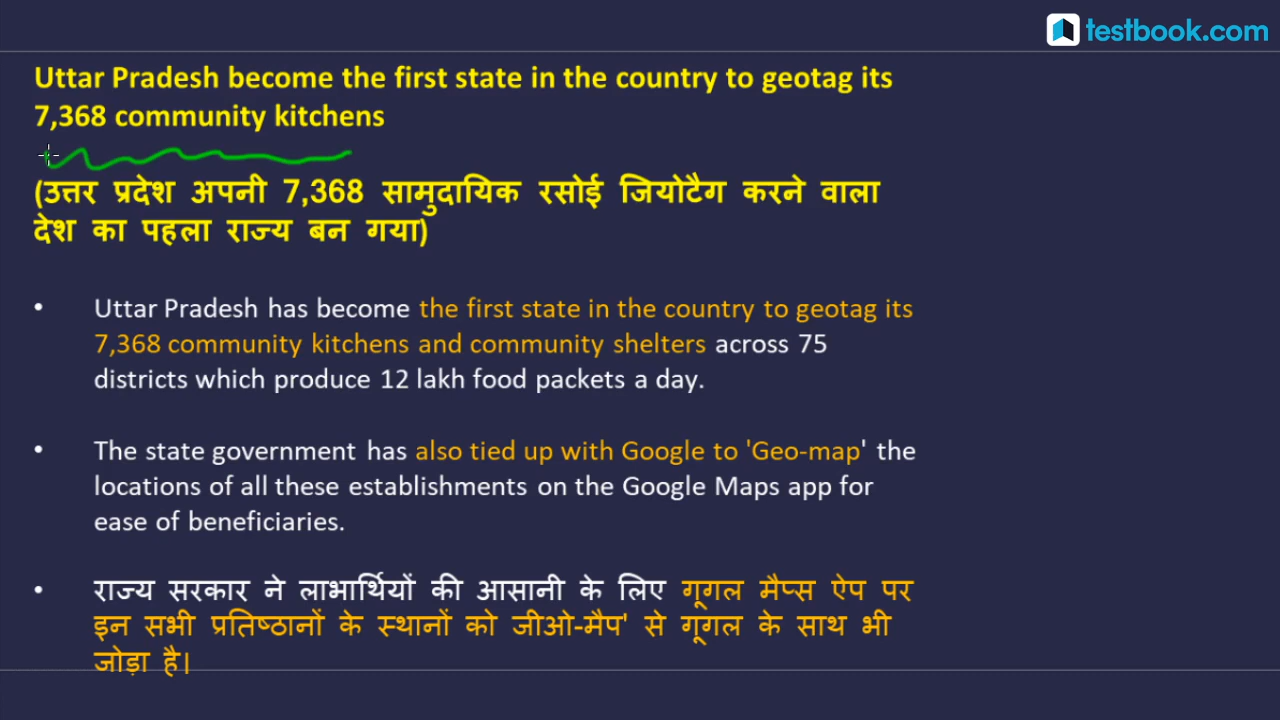 testbook.com
Uttar Pradesh become the first state in the country to geotag its
7,368 community kitchens
(उत्तर प्रदेश अपनी 7,368 सामुदायिक रसोई जियोटैग करने वाला
देश का पहला राज्य बन गया)
• Uttar Pradesh has become the first state in the country to geotag its
7,368 community kitchens and community shelters across 75
districts which produce 12 lakh food packets a day.
• The state government has also tied up with Google to 'Geo-map' the
locations of all these establishments on the Google Maps app for
ease of beneficiaries.
• राज्य सरकार ने लाभार्थियों की आसानी के लिए गूगल मैप्स ऐप पर
इन सभी प्रतिष्ठानों के स्थानों को जीओ-मैप' से गूगल के साथ भी
जोड़ा है।